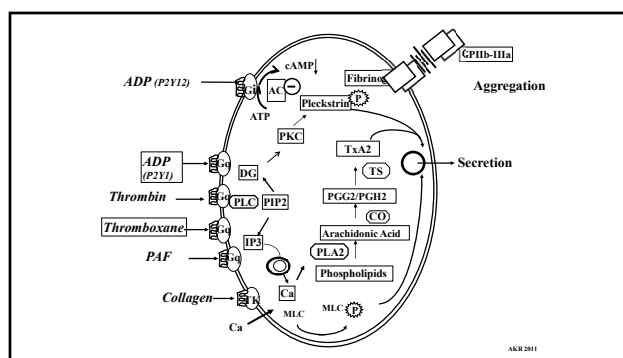 cAMP
GPIIb-IIIa
Fibrino
ADP (P2Y12)
Gi
AC
Aggregation
ATP
Pleckstrin
P
PKC
TxA2
ADP
(P2Y1)
Gq
DG
TS
Secretion
Thrombin
Gq
PLC
PIP2
PGG2/PGH2
CO
Thromboxane
Gq
Arachidonic Acid
IP3
PLA2
PAF
Gq
Phospholipids
Collagen
TK
Ca
MLC
P
Ca
MLC
AKR 2011